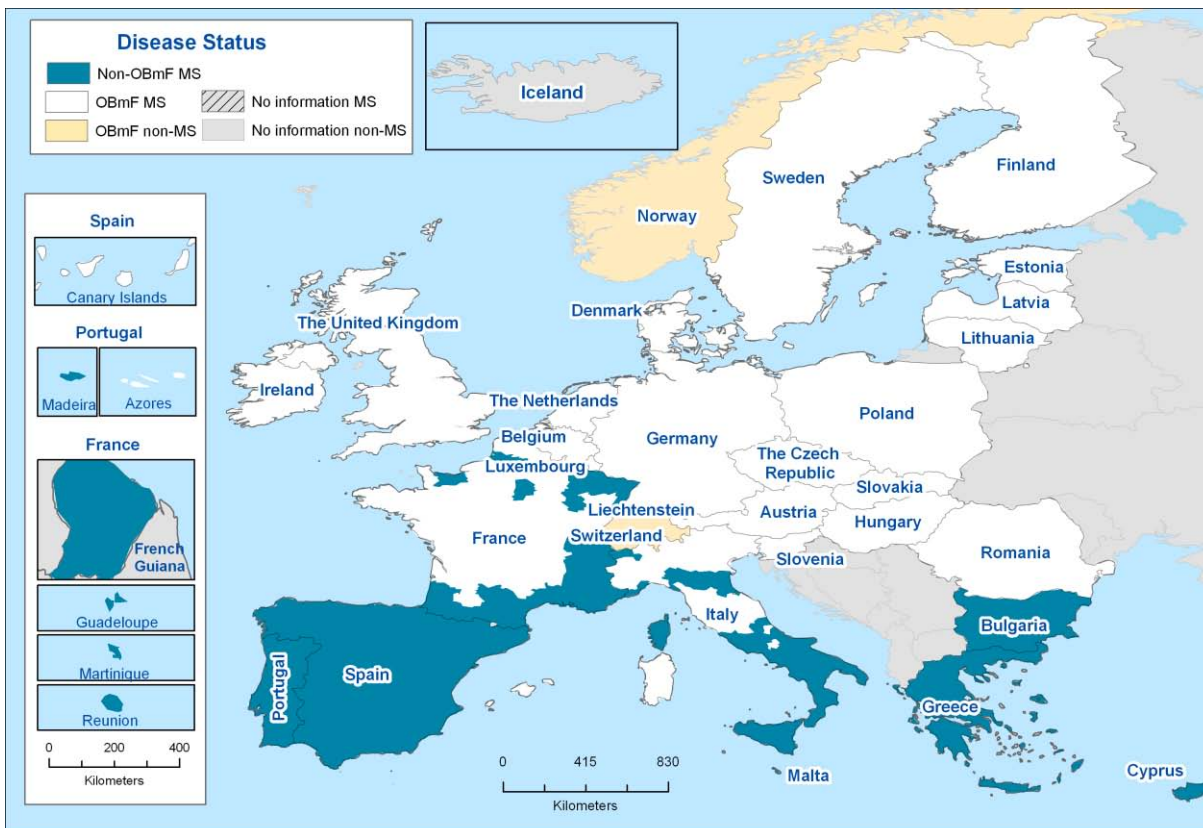 Disease Status
Non-OBmF MS
OBmF MS
No information MS
OBmF non-MS
No information non-MS
Iceland
Spain
Canary Islands
Portugal
Madeira
Azores
France
French
Guiana
Guadeloupe
Martinique
Reunion
0 200 400
Kilometers
Finland
Sweden
Norway
Estonia
Latvia
Lithuania
Denmark
The United Kingdom
Ireland
The Netherlands
Belgium
Luxembourg
Germany
Poland
The Czech
Republic
Slovakia
Liechtenstein
Austria
Hungary
Switzerland
France
Slovenia
Romania
Italy
Bulgaria
Portugal
Spain
Greece
Malta
Cyprus
0 415 830
Kilometers